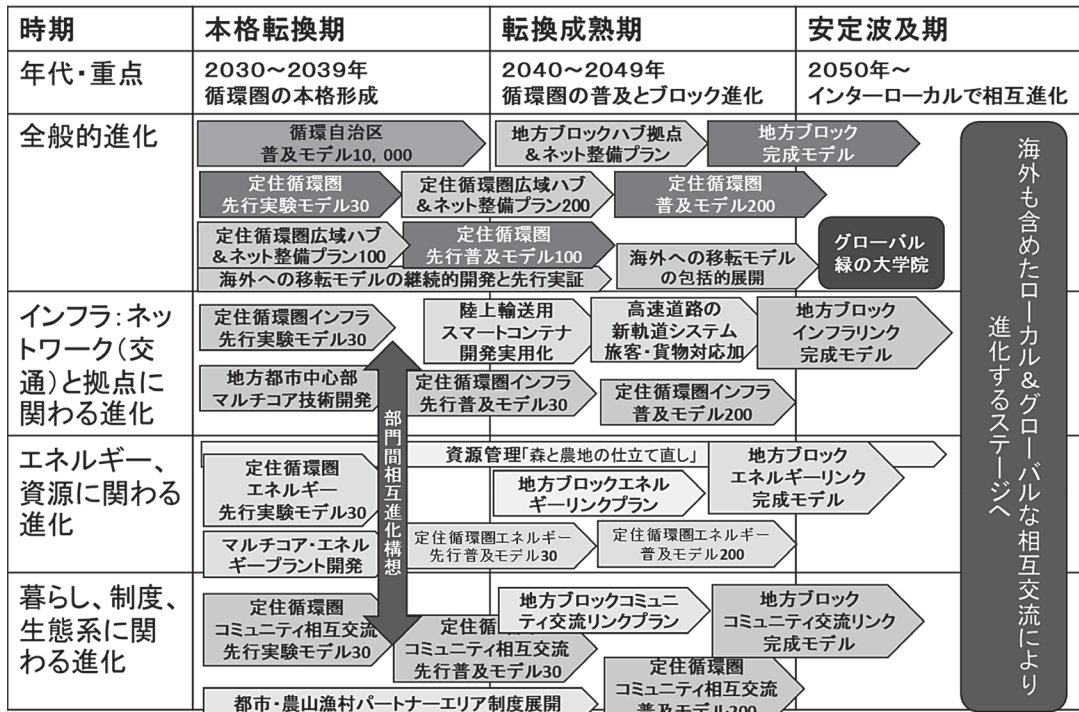 時期
本格転換期
転換成熟期
安定波及期
年代・重点
2030～2039年
循環圏の本格形成
2040～2049年
循環圏の普及とブロック進化
2050年～
インターローカルで相互進化
全般的進化
循環自治区
普及モデル10，000
地方ブロックハブ拠点
＆ネット整備プラン
地方ブロック
完成モデル
定住循環圏
先行実験モデル30
定住循環圏広域ハブ
＆ネット整備プラン200
定住循環圏
普及モデル200
定住循環圏広域ハブ
＆ネット整備プラン100
定住循環圏
先行普及モデル100
海外への移転モデル
の包括的展開
グローバル
緑の大学院
海外への移転モデルの継続的開発と先行実証
インフラ：ネッ
トワーク（交
通）と拠点に
関わる進化
定住循環圏インフラ
先行実験モデル30
陸上輸送用
スマートコンテナ
開発実用化
高速道路の
新軌道システム
旅客・貨物対応加
地方ブロック
インフラリンク
完成モデル
地方都市中心部
マルチコア技術開発
定住循環圏インフラ
先行普及モデル30
定住循環圏インフラ
普及モデル200
部門間相互進化構想
エネルギー、
資源に関わる
進化
資源管理「森と農地の仕立て直し」
定住循環圏
エネルギー
先行実験モデル30
地方ブロックエネル
ギーリンクプラン
地方ブロック
エネルギーリンク
完成モデル
マルチコア・エネル
ギープラント開発
定住循環圏エネルギー
先行普及モデル30
定住循環圏エネルギー
普及モデル200
暮らし、制度、
生態系に関
わる進化
定住循環圏
コミュニティ相互交流
先行実験モデル30
定住循
コミュニティ相互交流
先行普及モデル30
地方ブロックコミュニ
ティ交流リンクプラン
地方ブロック
コミュニティ交流リンク
完成モデル
定住循環圏
コミュニティ相互交流
普及モデル200
都市・農山漁村パートナーエリア制度展開
海外も含めたローカル＆グローバルな相互交流により
進化するステージへ